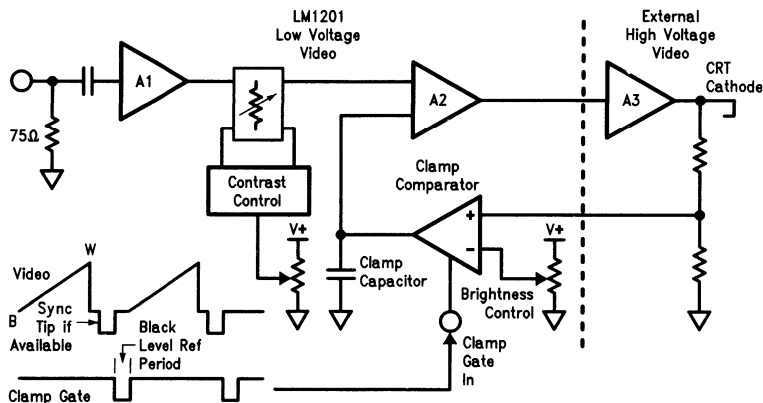 LM1201
Low Voltage
Video
External
High Voltage
Video
CRT
Cathode
A1
A2
A3
75Ω
Contrast
Control
Clamp
Comparator
+
−
V+
V+
Clamp
Capacitor
Brightness
Control
Clamp
Gate
In
W
Video
B
Sync
Tip if
Available
Black
Level Ref
Period
Clamp Gate